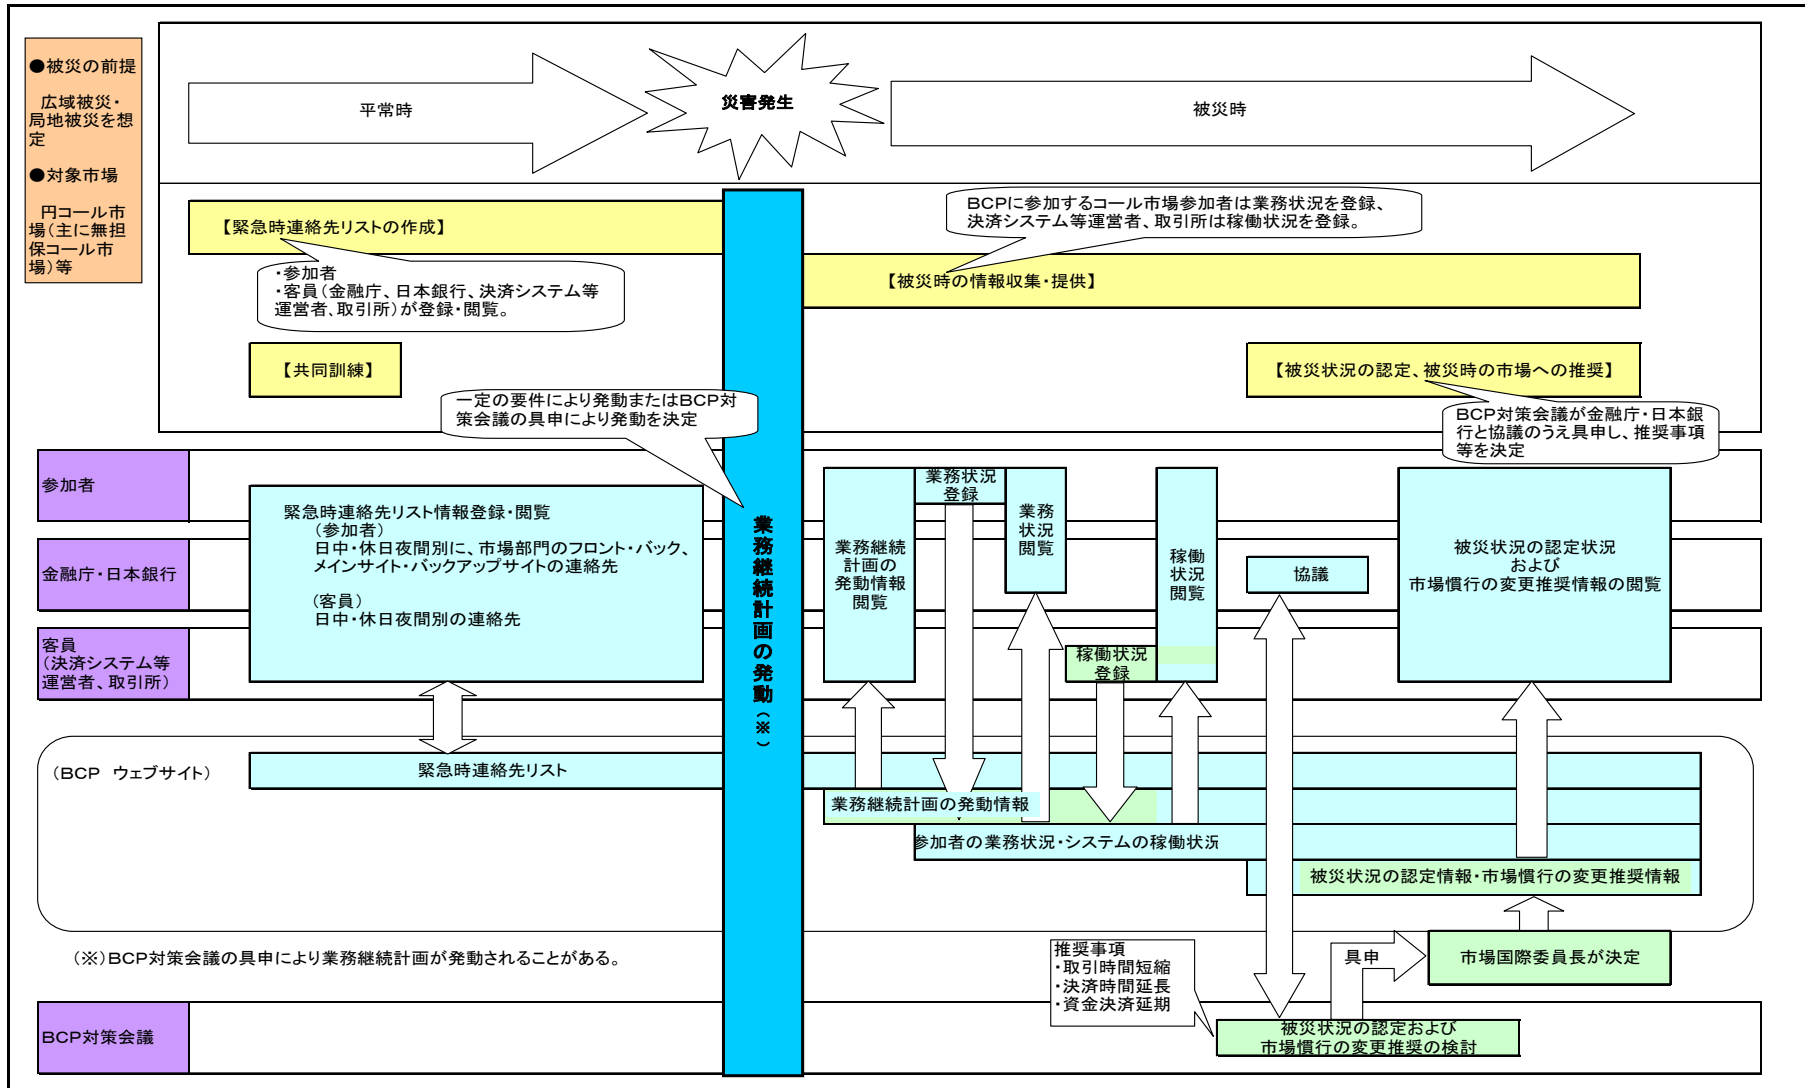 ●被災の前提
広域被災・
局地被災を想
定
●対象市場
円コール市
場(主に無担
保コール市
場)等
平常時
災害発生
被災時
【緊急時連絡先リストの作成】
・参加者
・客員(金融庁、日本銀行、決済システム等
運営者、取引所)が登録・閲覧。
BCPに参加するコール市場参加者は業務状況を登録、
決済システム等運営者、取引所は稼働状況を登録。
【被災時の情報収集・提供】
【共同訓練】
【被災状況の認定、被災時の市場への推奨】
一定の要件により発動またはBCP対
策会議の具申により発動を決定
BCP対策会議が金融庁・日本銀
行と協議のうえ具申し、推奨事項
等を決定
業務継続計画の発動(※)
参加者
金融庁・日本銀行
客員
(決済システム等
運営者、取引所)
緊急時連絡先リスト情報登録・閲覧
(参加者)
日中・休日夜間別に、市場部門のフロント・バック、
メインサイト・バックアップサイトの連絡先
(客員)
日中・休日夜間別の連絡先
業務継続
計画の
発動情報
閲覧
業務状況
登録
業務
状況
閲覧
稼働状況
登録
稼働
状況
閲覧
協議
被災状況の認定状況
および
市場慣行の変更推奨情報の閲覧
(BCP ウェブサイト)
緊急時連絡先リスト
業務継続計画の発動情報
参加者の業務状況・システムの稼働状況
被災状況の認定情報・市場慣行の変更推奨情報
(※)BCP対策会議の具申により業務継続計画が発動されることがある。
推奨事項
・取引時間短縮
・決済時間延長
・資金決済延期
具申
市場国際委員長が決定
BCP対策会議
被災状況の認定および
市場慣行の変更推奨の検討